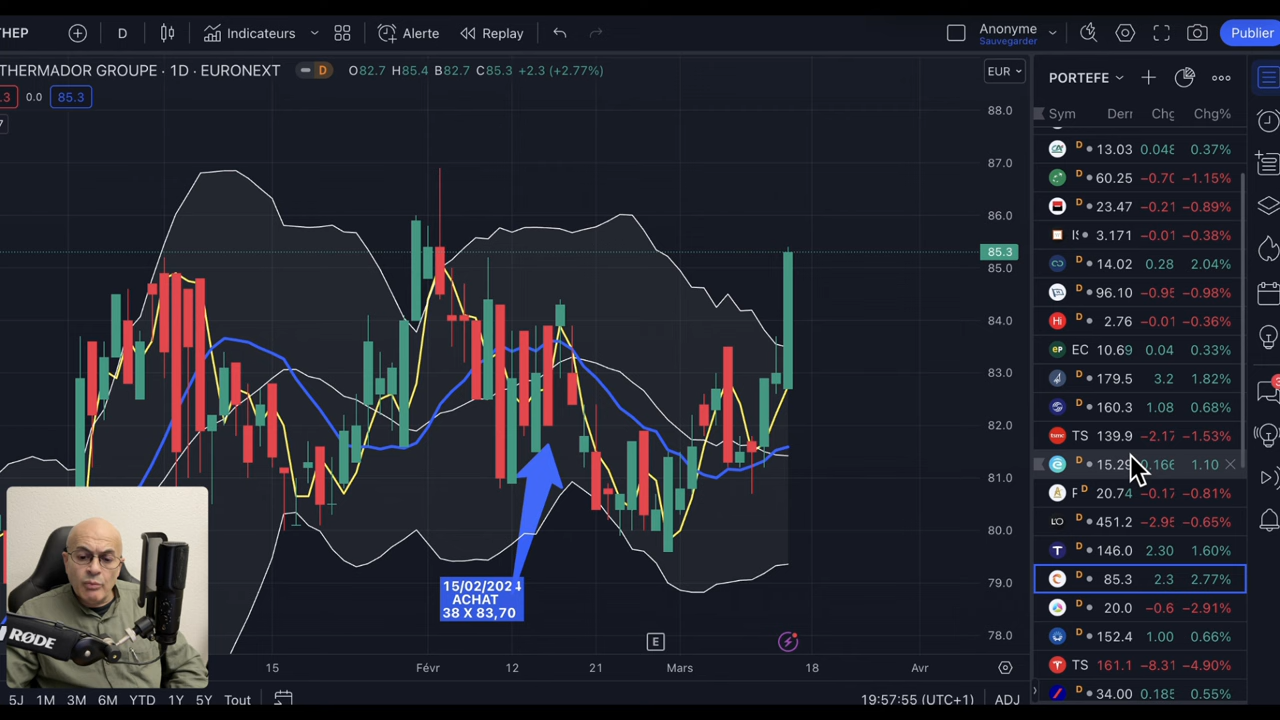 THEP D Indicateurs Alerte Replay Anonyme Sauvegarder Publier
THERMADOR GROUPE · 1D · EURONEXT D O82.7 H85.4 B82.7 C85.3 +2.3 (+2.77%)
.3 0.0 85.3
7
EUR
88.0
87.0
86.0
85.3
85.0
84.0
83.0
82.0
81.0
80.0
79.0
78.0
15/02/2024
ACHAT
38 X 83,70
RØDE
E
15 Févr 12 21 Mars 18 Avr
5J 1M 3M 6M YTD 1Y 5Y Tout 19:57:55 (UTC+1) ADJ
PORTEFE
Sym Derr Chg Chg%
D 13.03 0.048 0.37%
D 60.25 −0.70 −1.15%
D 23.47 −0.21 −0.89%
D 3.171 −0.01 −0.38%
D 14.02 0.28 2.04%
D 96.10 −0.95 −0.98%
Hi D 2.76 −0.01 −0.36%
eP EC 10.69 0.04 0.33%
D 179.5 3.2 1.82%
D 160.3 1.08 0.68%
tsmc TS 139.9 −2.17 −1.53%
D 15.29 0.166 1.10
D 20.74 −0.17 −0.81%
L'O D 451.2 −2.95 −0.65%
T D 146.0 2.30 1.60%
D 85.3 2.3 2.77%
D 20.0 −0.6 −2.91%
D 152.4 1.00 0.66%
TS 161.1 −8.31 −4.90%
D 34.00 0.185 0.55%